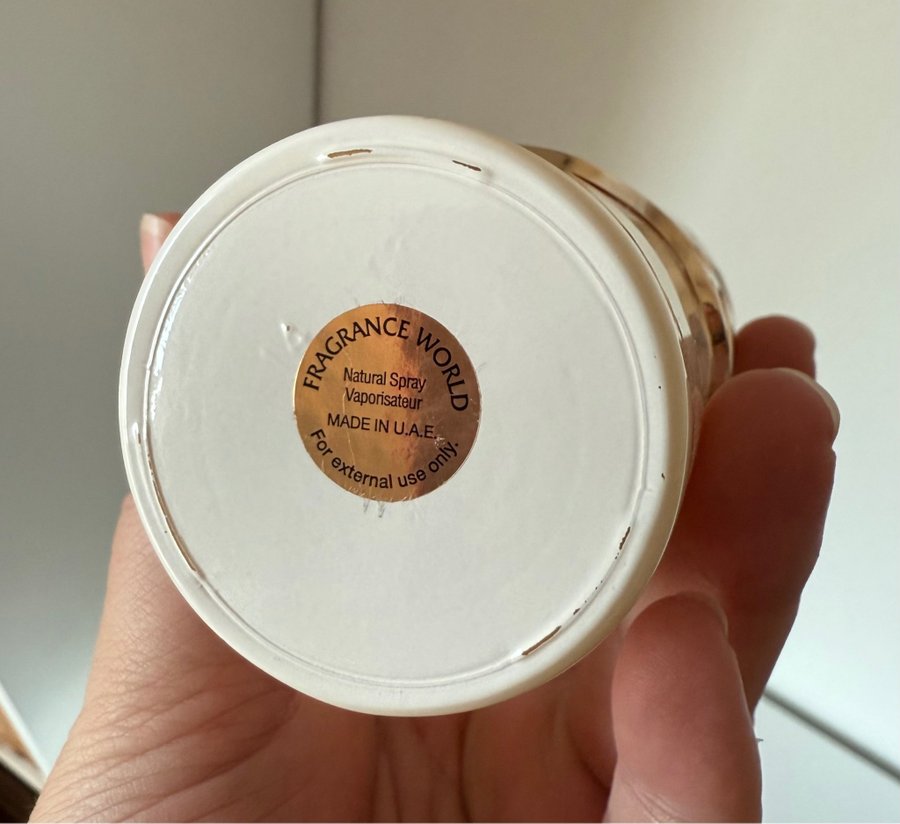 FRAGRANCE WORLD
Natural Spray
Vaporisateur
MADE IN U.A.E.
For external use only.